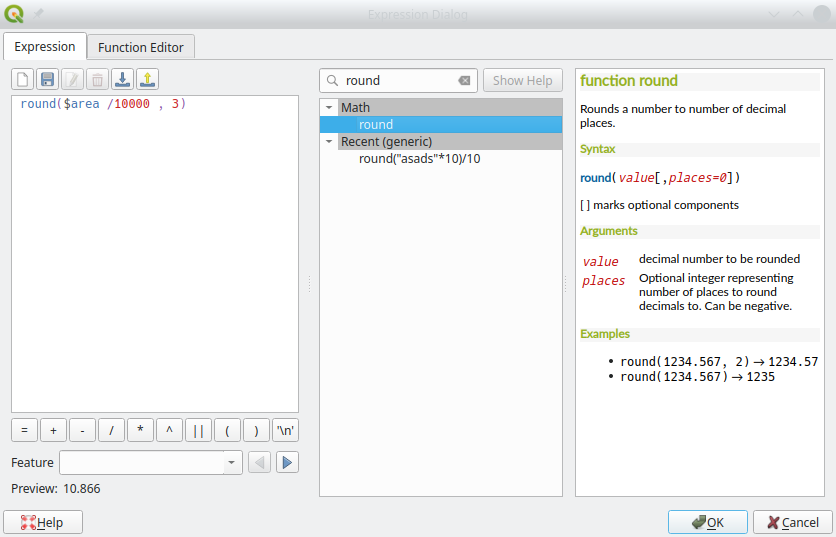 Expression Dialog
Expression
Function Editor
round($area /10000 , 3)
= + - / * ^ || ( ) '\n'
Feature
Preview: 10.866
Help
round
Show Help
Math
round
Recent (generic)
round("asads"*10)/10
function round
Rounds a number to number of decimal
places.
Syntax
round(value[,places=0])
[ ] marks optional components
Arguments
value decimal number to be rounded
places Optional integer representing
number of places to round
decimals to. Can be negative.
Examples
• round(1234.567, 2) → 1234.57
• round(1234.567) → 1235
OK
Cancel